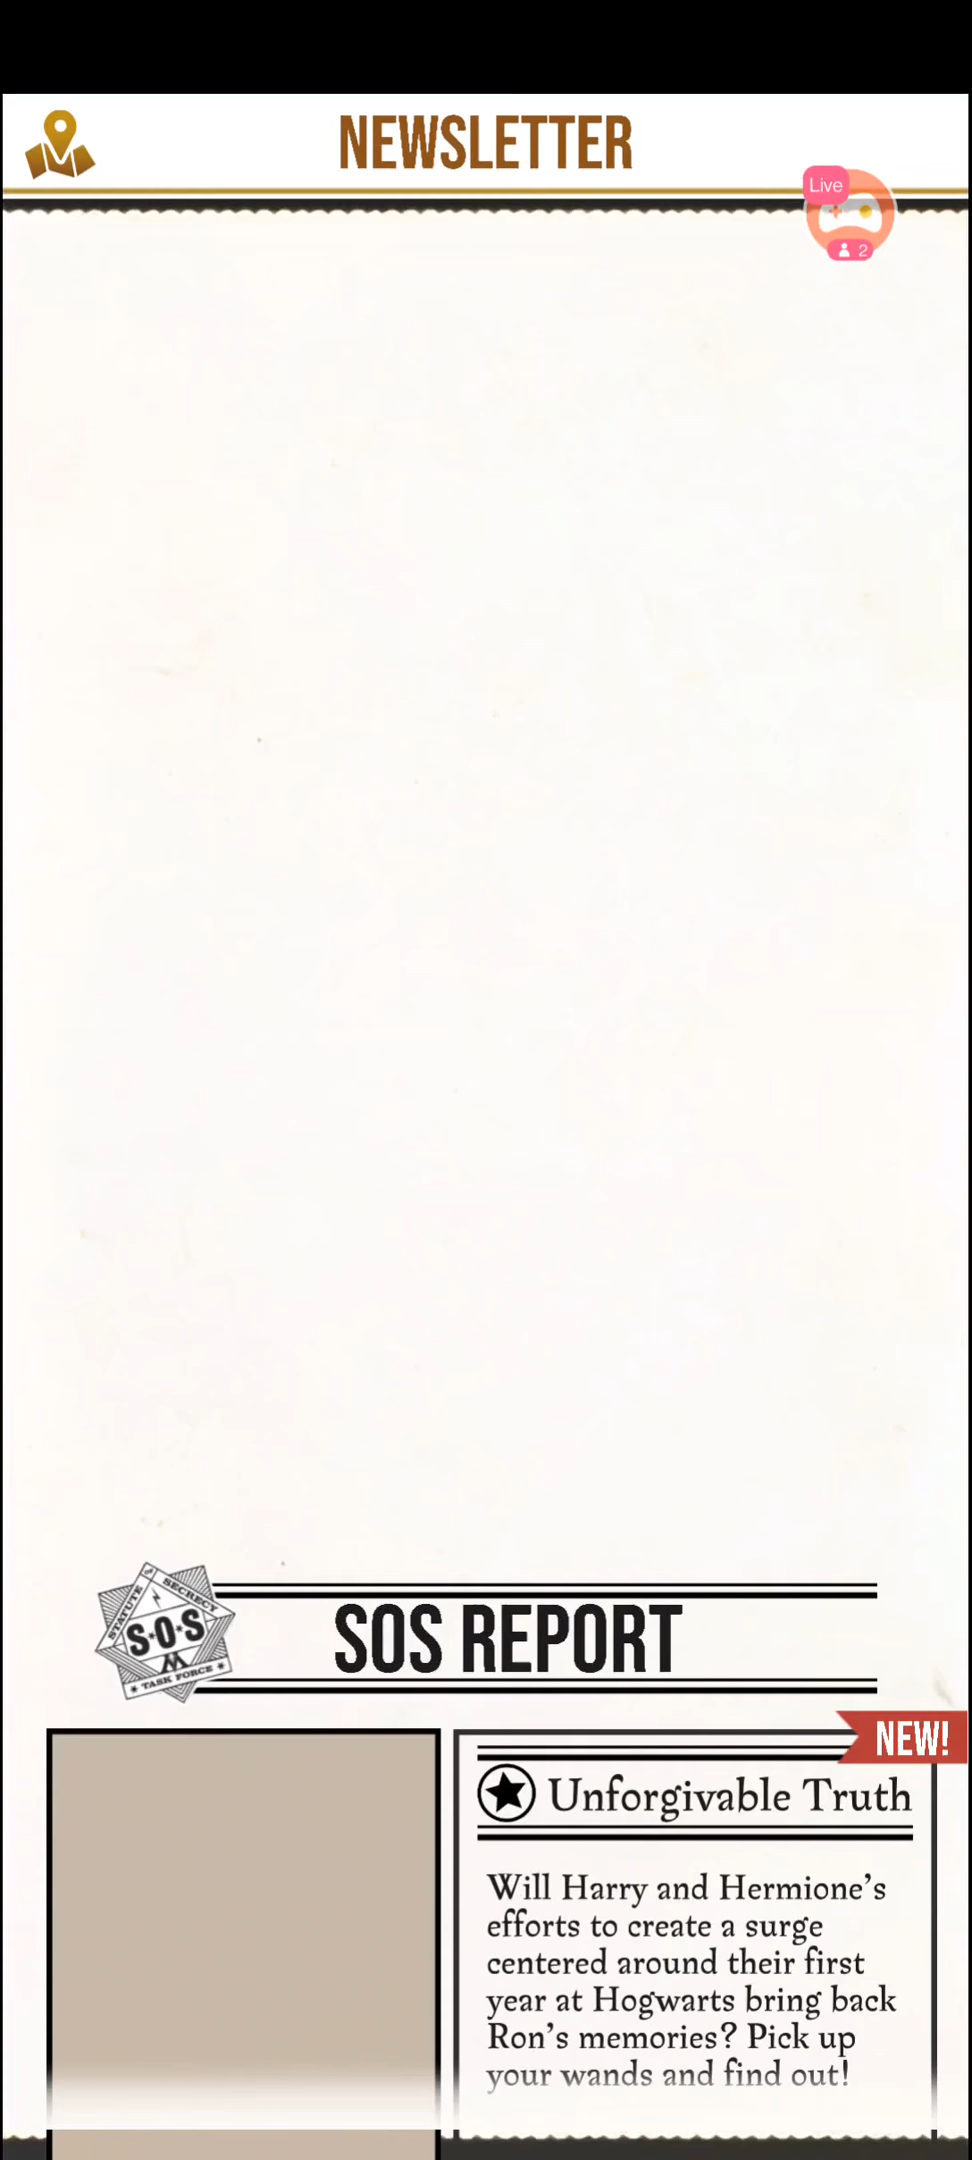 NEWSLETTER
Live
2
STATUTE SECRECY
S·O·S
TASK FORCE
SOS REPORT
NEW!
Unforgivable Truth
Will Harry and Hermione's
efforts to create a surge
centered around their first
year at Hogwarts bring back
Ron's memories? Pick up
your wands and find out!